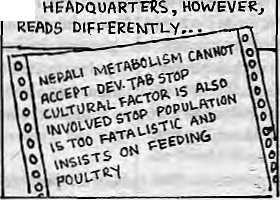 HEADQUARTERS, HOWEVER,
READS DIFFERENTLY...
NEPALI METABOLISM CANNOT
ACCEPT DEV. TAB STOP
CULTURAL FACTOR IS ALSO
INVOLVED STOP POPULATION
IS TOO FATALISTIC AND
INSISTS ON FEEDING
POULTRY